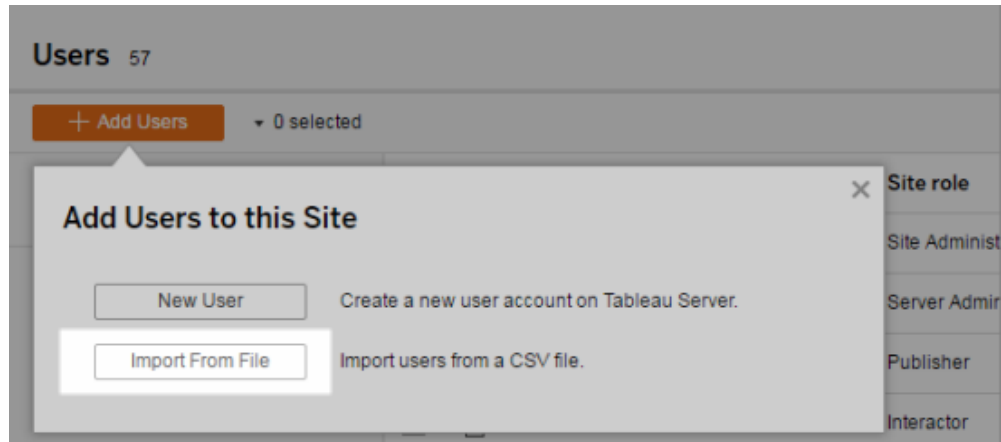 Users 57
+ Add Users 0 selected
Site role
Add Users to this Site
Site Administ
New User Create a new user account on Tableau Server.
Server Admin
Import From File Import users from a CSV file.
Publisher
Interactor